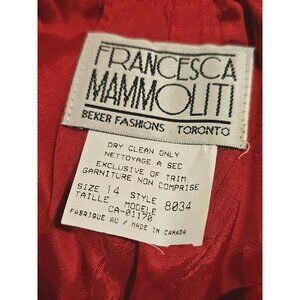 FRANCESCA
MAMMOLITI
BEKER FASHIONS TORONTO
DRY CLEAN ONLY
NETTOYAGE A SEC
EXCLUSIVE OF TRIM
GARNITURE NON COMPRISE
SIZE 14 STYLE 8034
TAILLE MODELE
CA-01170
FABRIQUE AU / MADE IN CANADA